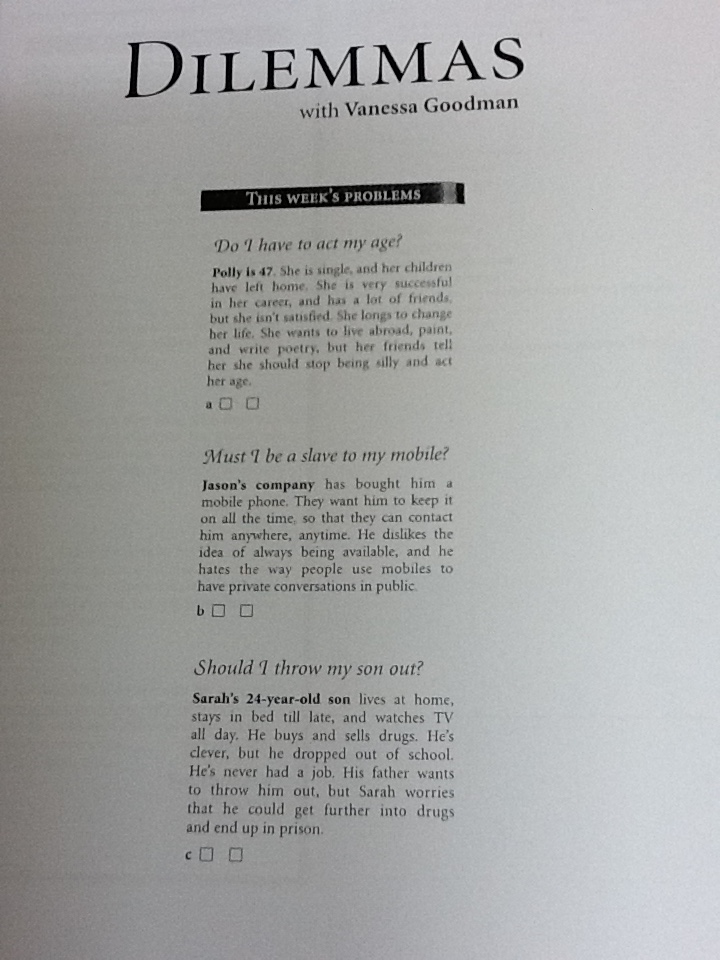 DILEMMAS
with Vanessa Goodman
THIS WEEK'S PROBLEMS
Do I have to act my age?
Polly is 47. She is single, and her children
have left home. She is very successful
in her career, and has a lot of friends,
but she isn't satisfied. She longs to change
her life. She wants to live abroad, paint,
and write poetry, but her friends tell
her she should stop being silly and act
her age.
a
Must I be a slave to my mobile?
Jason's company has bought him a
mobile phone. They want him to keep it
on all the time, so that they can contact
him anywhere, anytime. He dislikes the
idea of always being available, and he
hates the way people use mobiles to
have private conversations in public.
b
Should I throw my son out?
Sarah's 24-year-old son lives at home,
stays in bed till late, and watches TV
all day. He buys and sells drugs. He's
clever, but he dropped out of school.
He's never had a job. His father wants
to throw him out, but Sarah worries
that he could get further into drugs
and end up in prison.
c